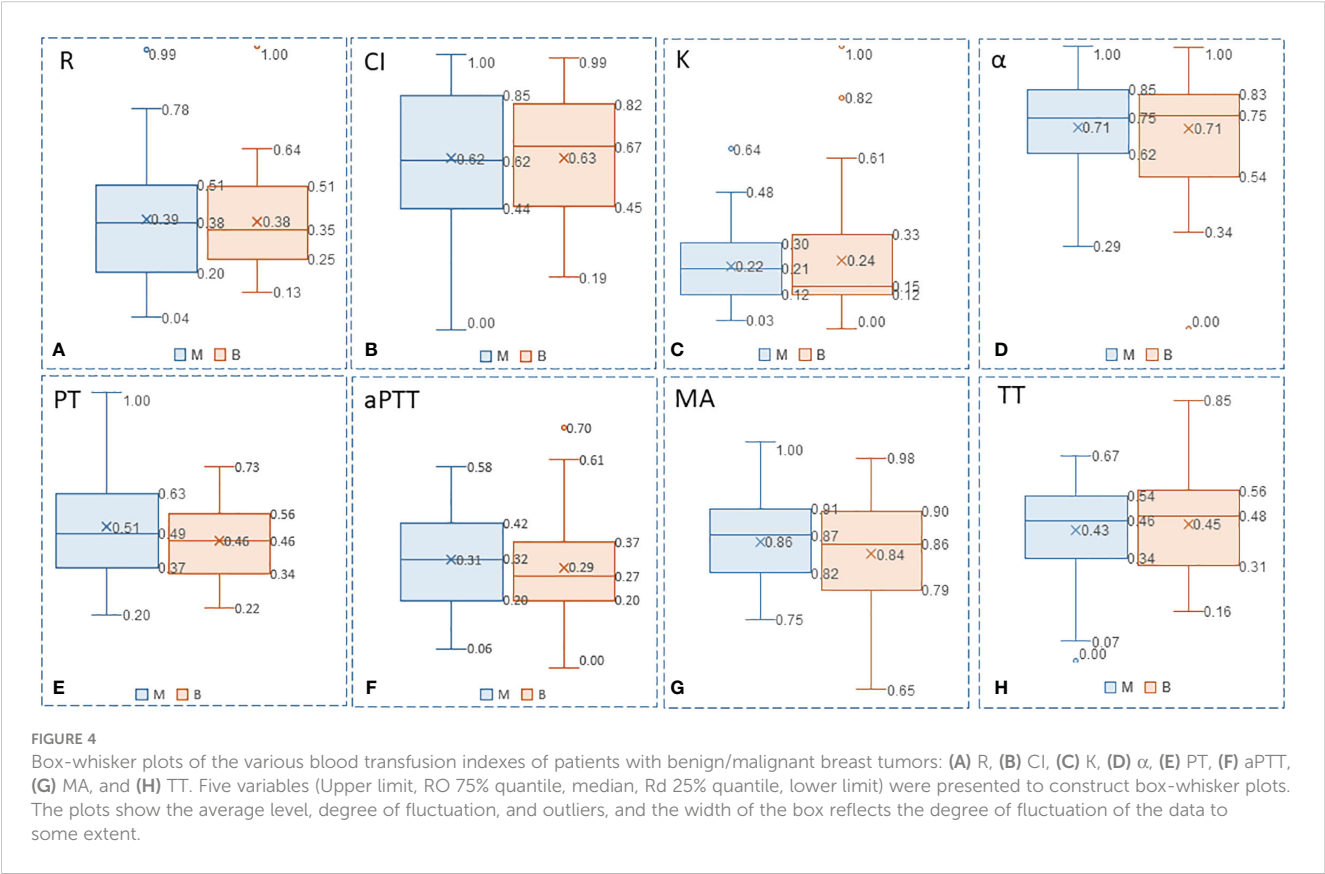 R
0.99
1.00
0.78
0.64
0.51
0.51
0.39
0.38
0.38
0.35
0.20
0.25
0.13
0.04
A
M
B
CI
1.00
0.99
0.85
0.82
0.62
0.62
0.63
0.67
0.44
0.45
0.19
0.00
B
M
B
K
1.00
0.82
0.64
0.61
0.48
0.30
0.33
0.22
0.21
0.24
0.15
0.12
0.12
0.03
0.00
C
M
B
α
1.00
1.00
0.85
0.83
0.75
0.75
0.71
0.71
0.62
0.54
0.34
0.29
0.00
D
M
B
PT
1.00
0.73
0.63
0.56
0.51
0.49
0.46
0.46
0.37
0.34
0.20
0.22
E
M
B
aPTT
0.70
0.58
0.61
0.42
0.37
0.31
0.32
0.29
0.27
0.20
0.20
0.06
0.00
F
M
B
MA
1.00
0.98
0.91
0.90
0.86
0.87
0.84
0.86
0.82
0.79
0.75
0.65
G
TT
0.85
0.67
0.54
0.56
0.46
0.48
0.43
0.45
0.34
0.31
0.16
0.07
0.00
H
M
B
FIGURE 4
Box-whisker plots of the various blood transfusion indexes of patients with benign/malignant breast tumors: (A) R, (B) CI, (C) K, (D) α, (E) PT, (F) aPTT,
(G) MA, and (H) TT. Five variables (Upper limit, RO 75% quantile, median, Rd 25% quantile, lower limit) were presented to construct box-whisker plots.
The plots show the average level, degree of fluctuation, and outliers, and the width of the box reflects the degree of fluctuation of the data to
some extent.